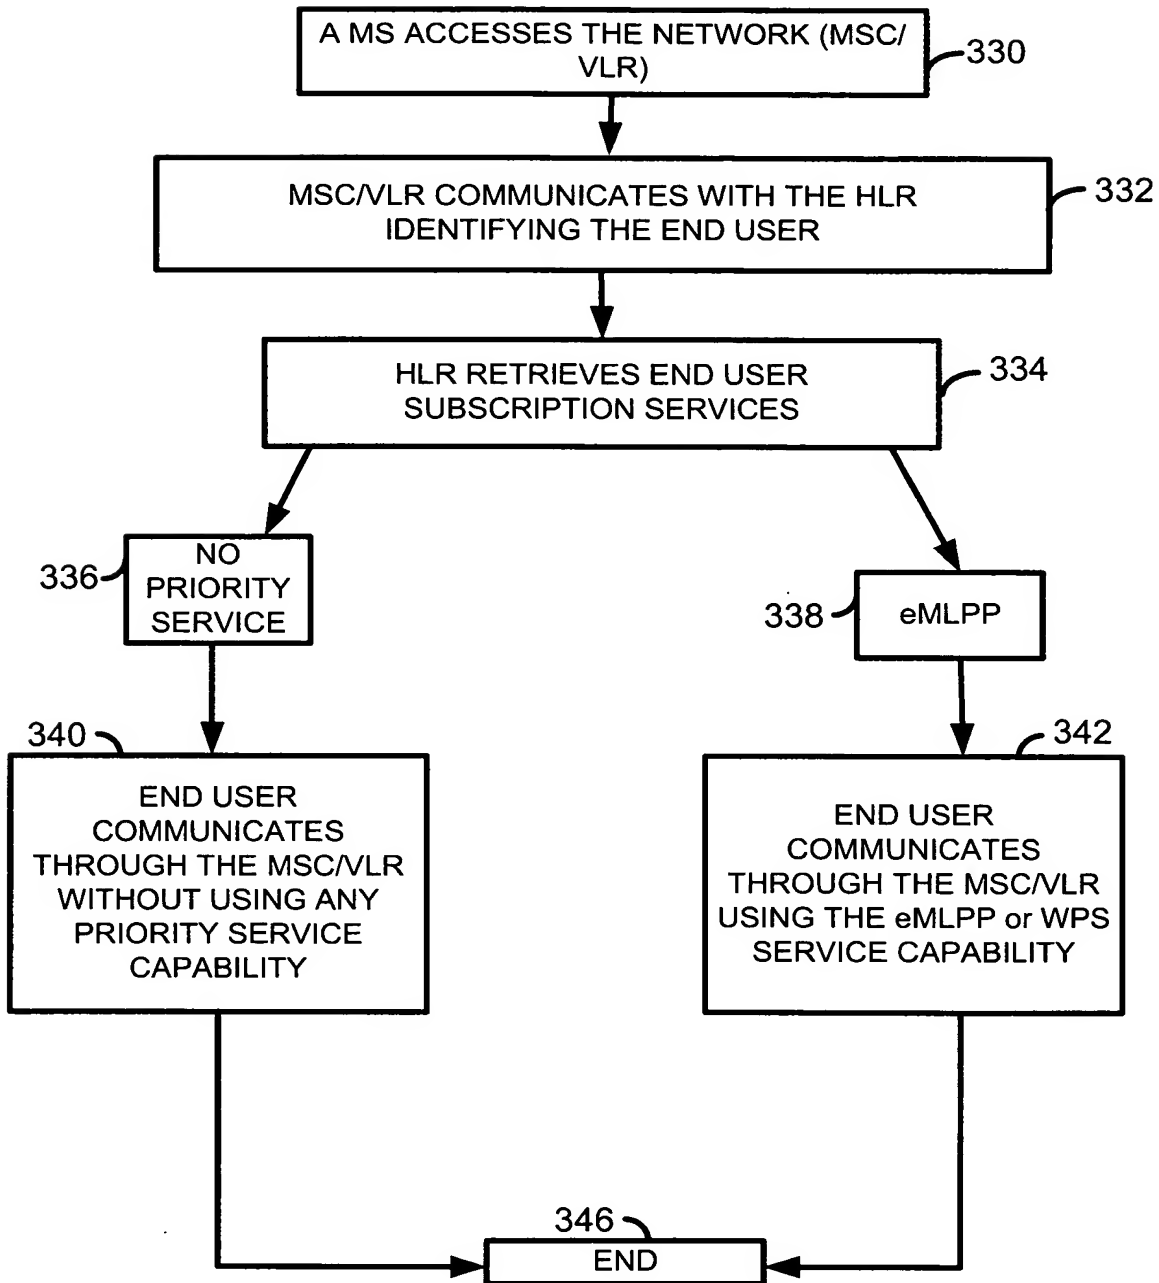 A MS ACCESSES THE NETWORK (MSC/
VLR)
330
MSC/VLR COMMUNICATES WITH THE HLR
IDENTIFYING THE END USER
332
HLR RETRIEVES END USER
SUBSCRIPTION SERVICES
334
336
NO
PRIORITY
SERVICE
338
eMLPP
340
END USER
COMMUNICATES
THROUGH THE MSC/VLR
WITHOUT USING ANY
PRIORITY SERVICE
CAPABILITY
342
END USER
COMMUNICATES
THROUGH THE MSC/VLR
USING THE eMLPP or WPS
SERVICE CAPABILITY
346
END